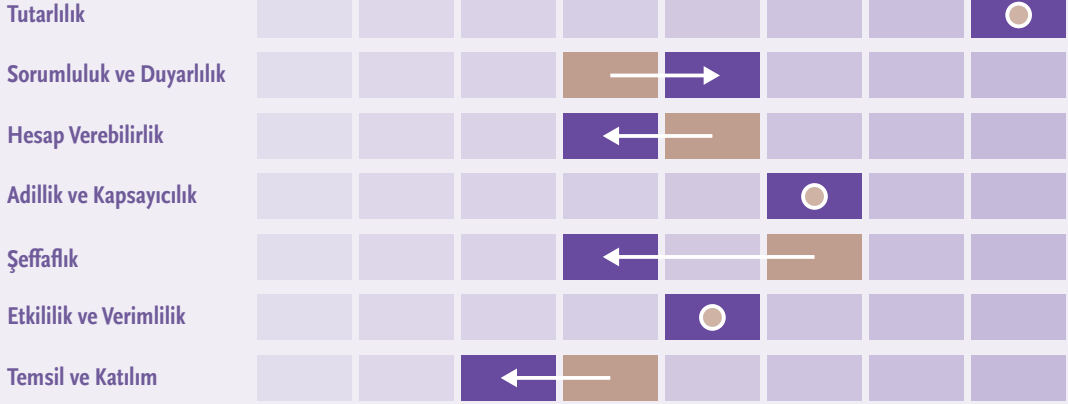 Tutarlılık
Sorumluluk ve Duyarlılık
Hesap Verebilirlik
Adillik ve Kapsayıcılık
Şeffaflık
Etkililik ve Verimlilik
Temsil ve Katılım